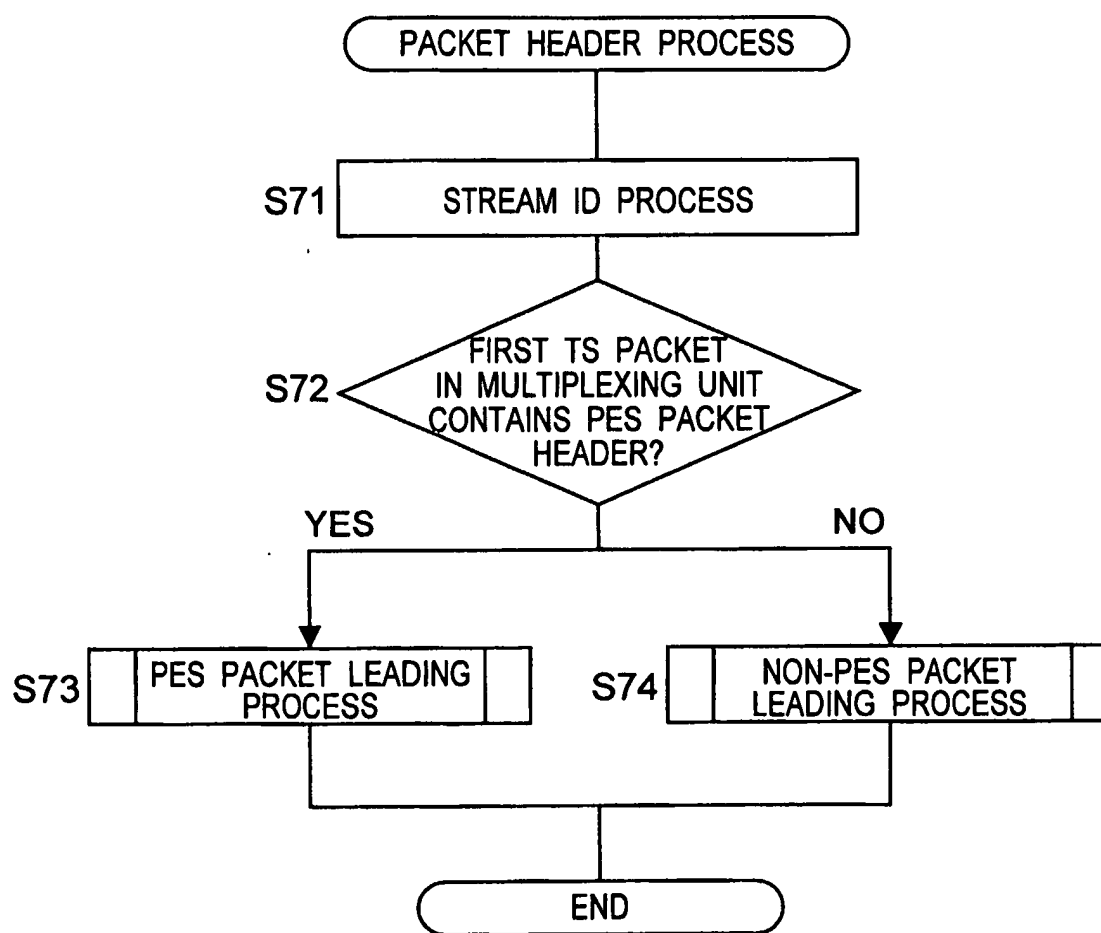 PACKET HEADER PROCESS
S71
STREAM ID PROCESS
S72
FIRST TS PACKET
IN MULTIPLEXING UNIT
CONTAINS PES PACKET
HEADER?
YES
NO
S73
PES PACKET LEADING
PROCESS
S74
NON-PES PACKET
LEADING PROCESS
END